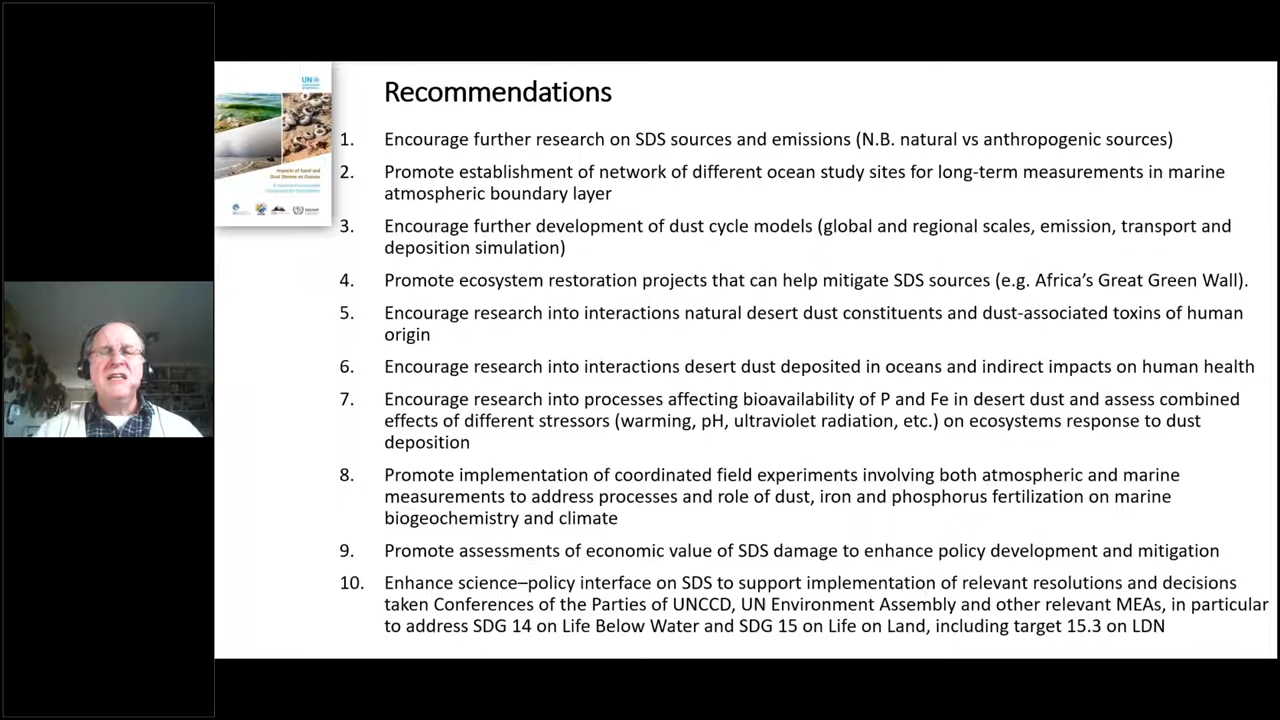 UN
Impacts of Sand and
Dust Storms on Oceans
Recommendations
1. Encourage further research on SDS sources and emissions (N.B. natural vs anthropogenic sources)
2. Promote establishment of network of different ocean study sites for long-term measurements in marine
atmospheric boundary layer
3. Encourage further development of dust cycle models (global and regional scales, emission, transport and
deposition simulation)
4. Promote ecosystem restoration projects that can help mitigate SDS sources (e.g. Africa's Great Green Wall).
5. Encourage research into interactions natural desert dust constituents and dust-associated toxins of human
origin
6. Encourage research into interactions desert dust deposited in oceans and indirect impacts on human health
7. Encourage research into processes affecting bioavailability of P and Fe in desert dust and assess combined
effects of different stressors (warming, pH, ultraviolet radiation, etc.) on ecosystems response to dust
deposition
8. Promote implementation of coordinated field experiments involving both atmospheric and marine
measurements to address processes and role of dust, iron and phosphorus fertilization on marine
biogeochemistry and climate
9. Promote assessments of economic value of SDS damage to enhance policy development and mitigation
10. Enhance science–policy interface on SDS to support implementation of relevant resolutions and decisions
taken Conferences of the Parties of UNCCD, UN Environment Assembly and other relevant MEAs, in particular
to address SDG 14 on Life Below Water and SDG 15 on Life on Land, including target 15.3 on LDN